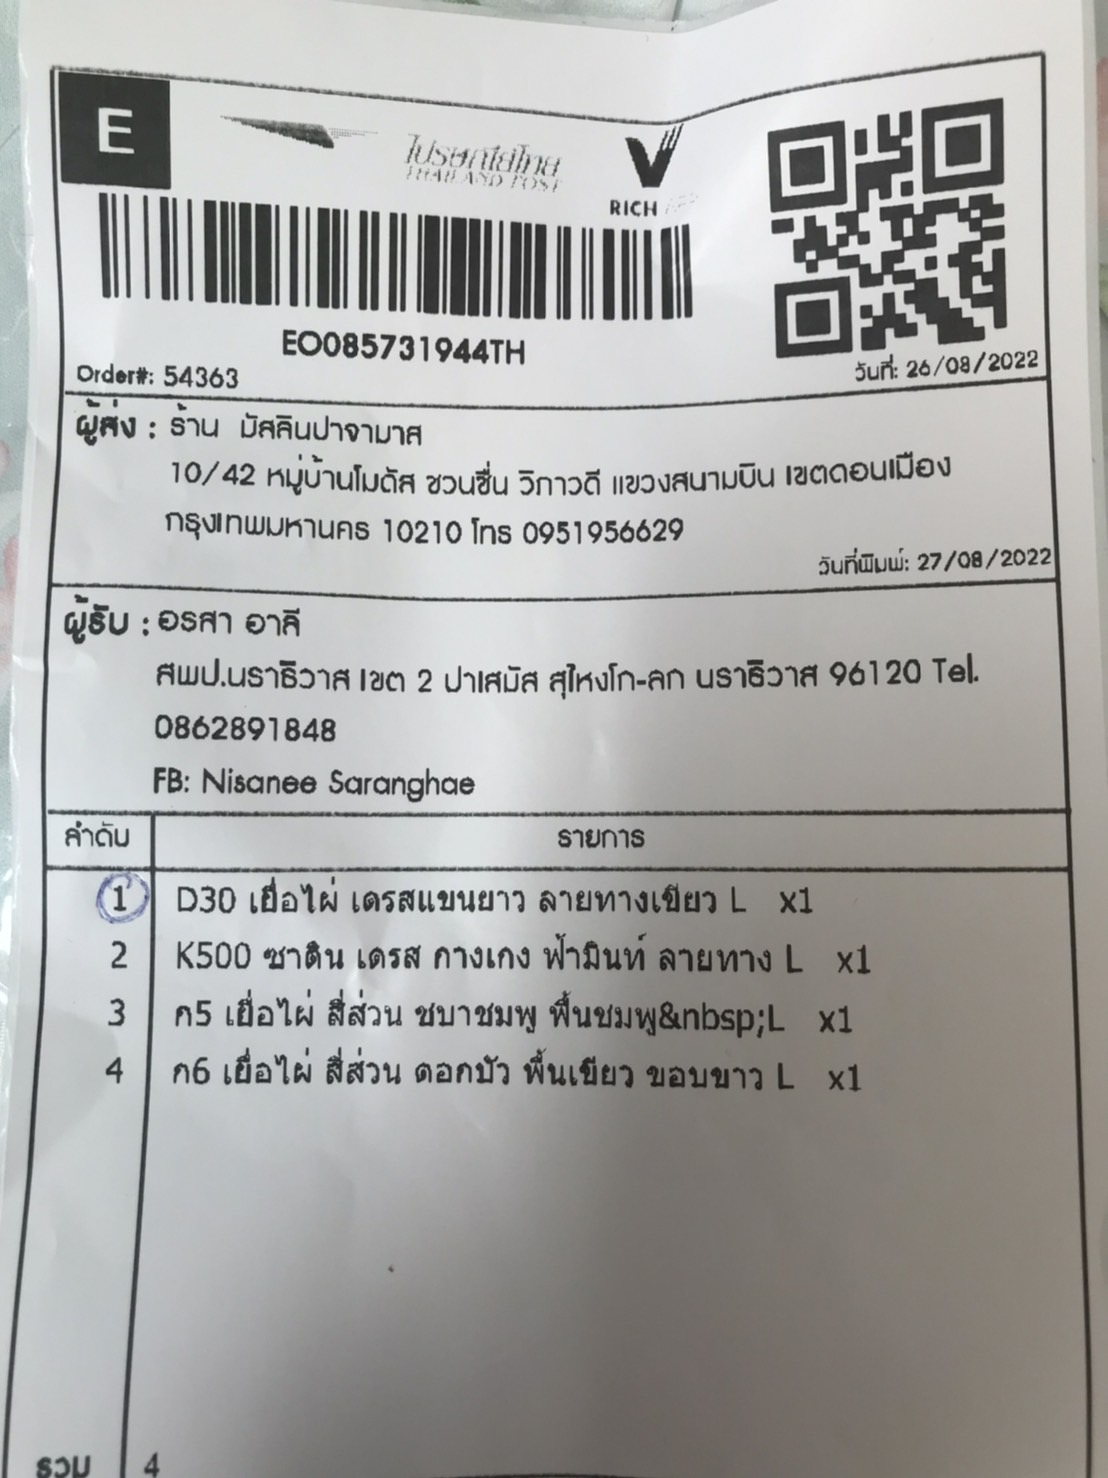 E
ไปรษณีย์ไทย
THAILAND POST
RICH
EO085731944TH
Order#: 54363
วันที่: 26/08/2022
ผู้ส่ง : ร้าน มัสลินปาจามาส
10/42 หมู่บ้านโมดัส ชวนชื่น วิภาวดี แขวงสนามบิน เขตดอนเมือง
กรุงเทพมหานคร 10210 โทร 0951956629
วันที่พิมพ์: 27/08/2022
ผู้รับ : อรสา อาลี
สพป.นราธิวาส เขต 2 ปาเสมัส สุไหงโก-ลก นราธิวาส 96120 Tel.
0862891848
FB: Nisanee Saranghae
ลำดับ รายการ
1 D30 เยื่อไผ่ เดรสแขนยาว ลายทางเขียว L x1
2 K500 ซาติน เดรส กางเกง ฟ้ามินท์ ลายทาง L x1
3 ก5 เยื่อไผ่ สี่ส่วน ชบาชมพู พื้นชมพู&nbsp;L x1
4 ก6 เยื่อไผ่ สี่ส่วน ดอกบัว พื้นเขียว ขอบขาว L x1
รวม 4